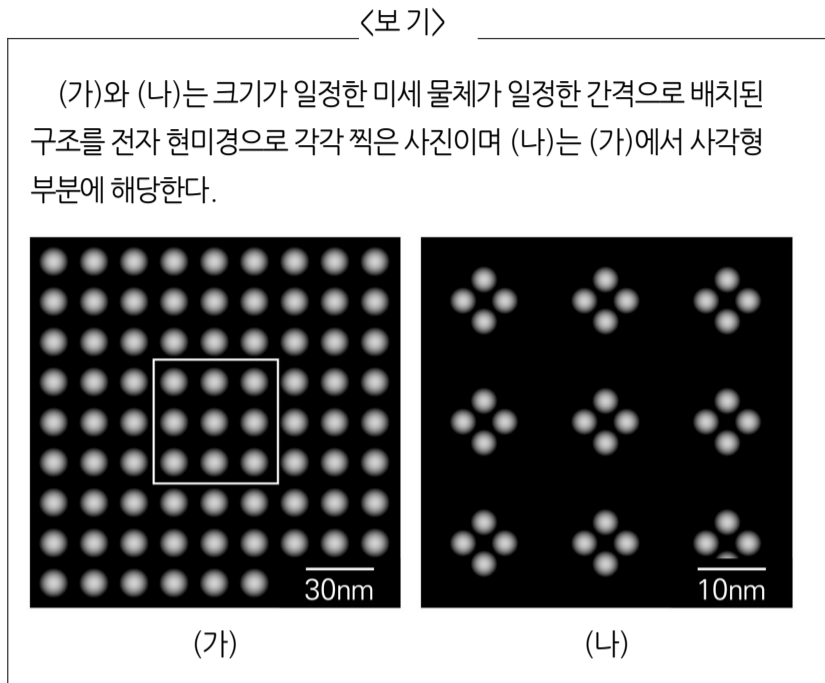 〈보 기〉
(가)와 (나)는 크기가 일정한 미세 물체가 일정한 간격으로 배치된
구조를 전자 현미경으로 각각 찍은 사진이며 (나)는 (가)에서 사각형
부분에 해당한다.
30nm
10nm
(가)
(나)